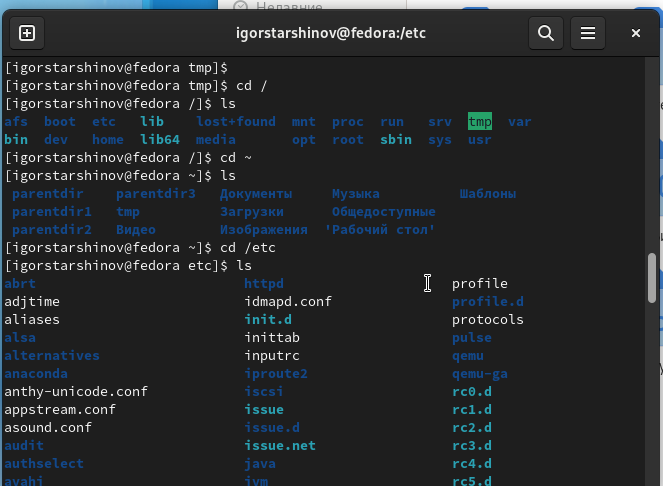 Недавние
igorstarshinov@fedora:/etc
[igorstarshinov@fedora tmp]$
[igorstarshinov@fedora tmp]$ cd /
[igorstarshinov@fedora /]$ ls
afs boot etc lib lost+found mnt proc run srv tmp var
bin dev home lib64 media opt root sbin sys usr
[igorstarshinov@fedora /]$ cd ~
[igorstarshinov@fedora ~]$ ls
parentdir parentdir3 Документы Музыка Шаблоны
parentdir1 tmp Загрузки Общедоступные
parentdir2 Видео Изображения 'Рабочий стол'
[igorstarshinov@fedora ~]$ cd /etc
[igorstarshinov@fedora etc]$ ls
abrt httpd profile
adjtime idmapd.conf profile.d
aliases init.d protocols
alsa inittab pulse
alternatives inputrc qemu
anaconda iproute2 qemu-ga
anthy-unicode.conf iscsi rc0.d
appstream.conf issue rc1.d
asound.conf issue.d rc2.d
audit issue.net rc3.d
authselect java rc4.d
avahi jvm rc5.d